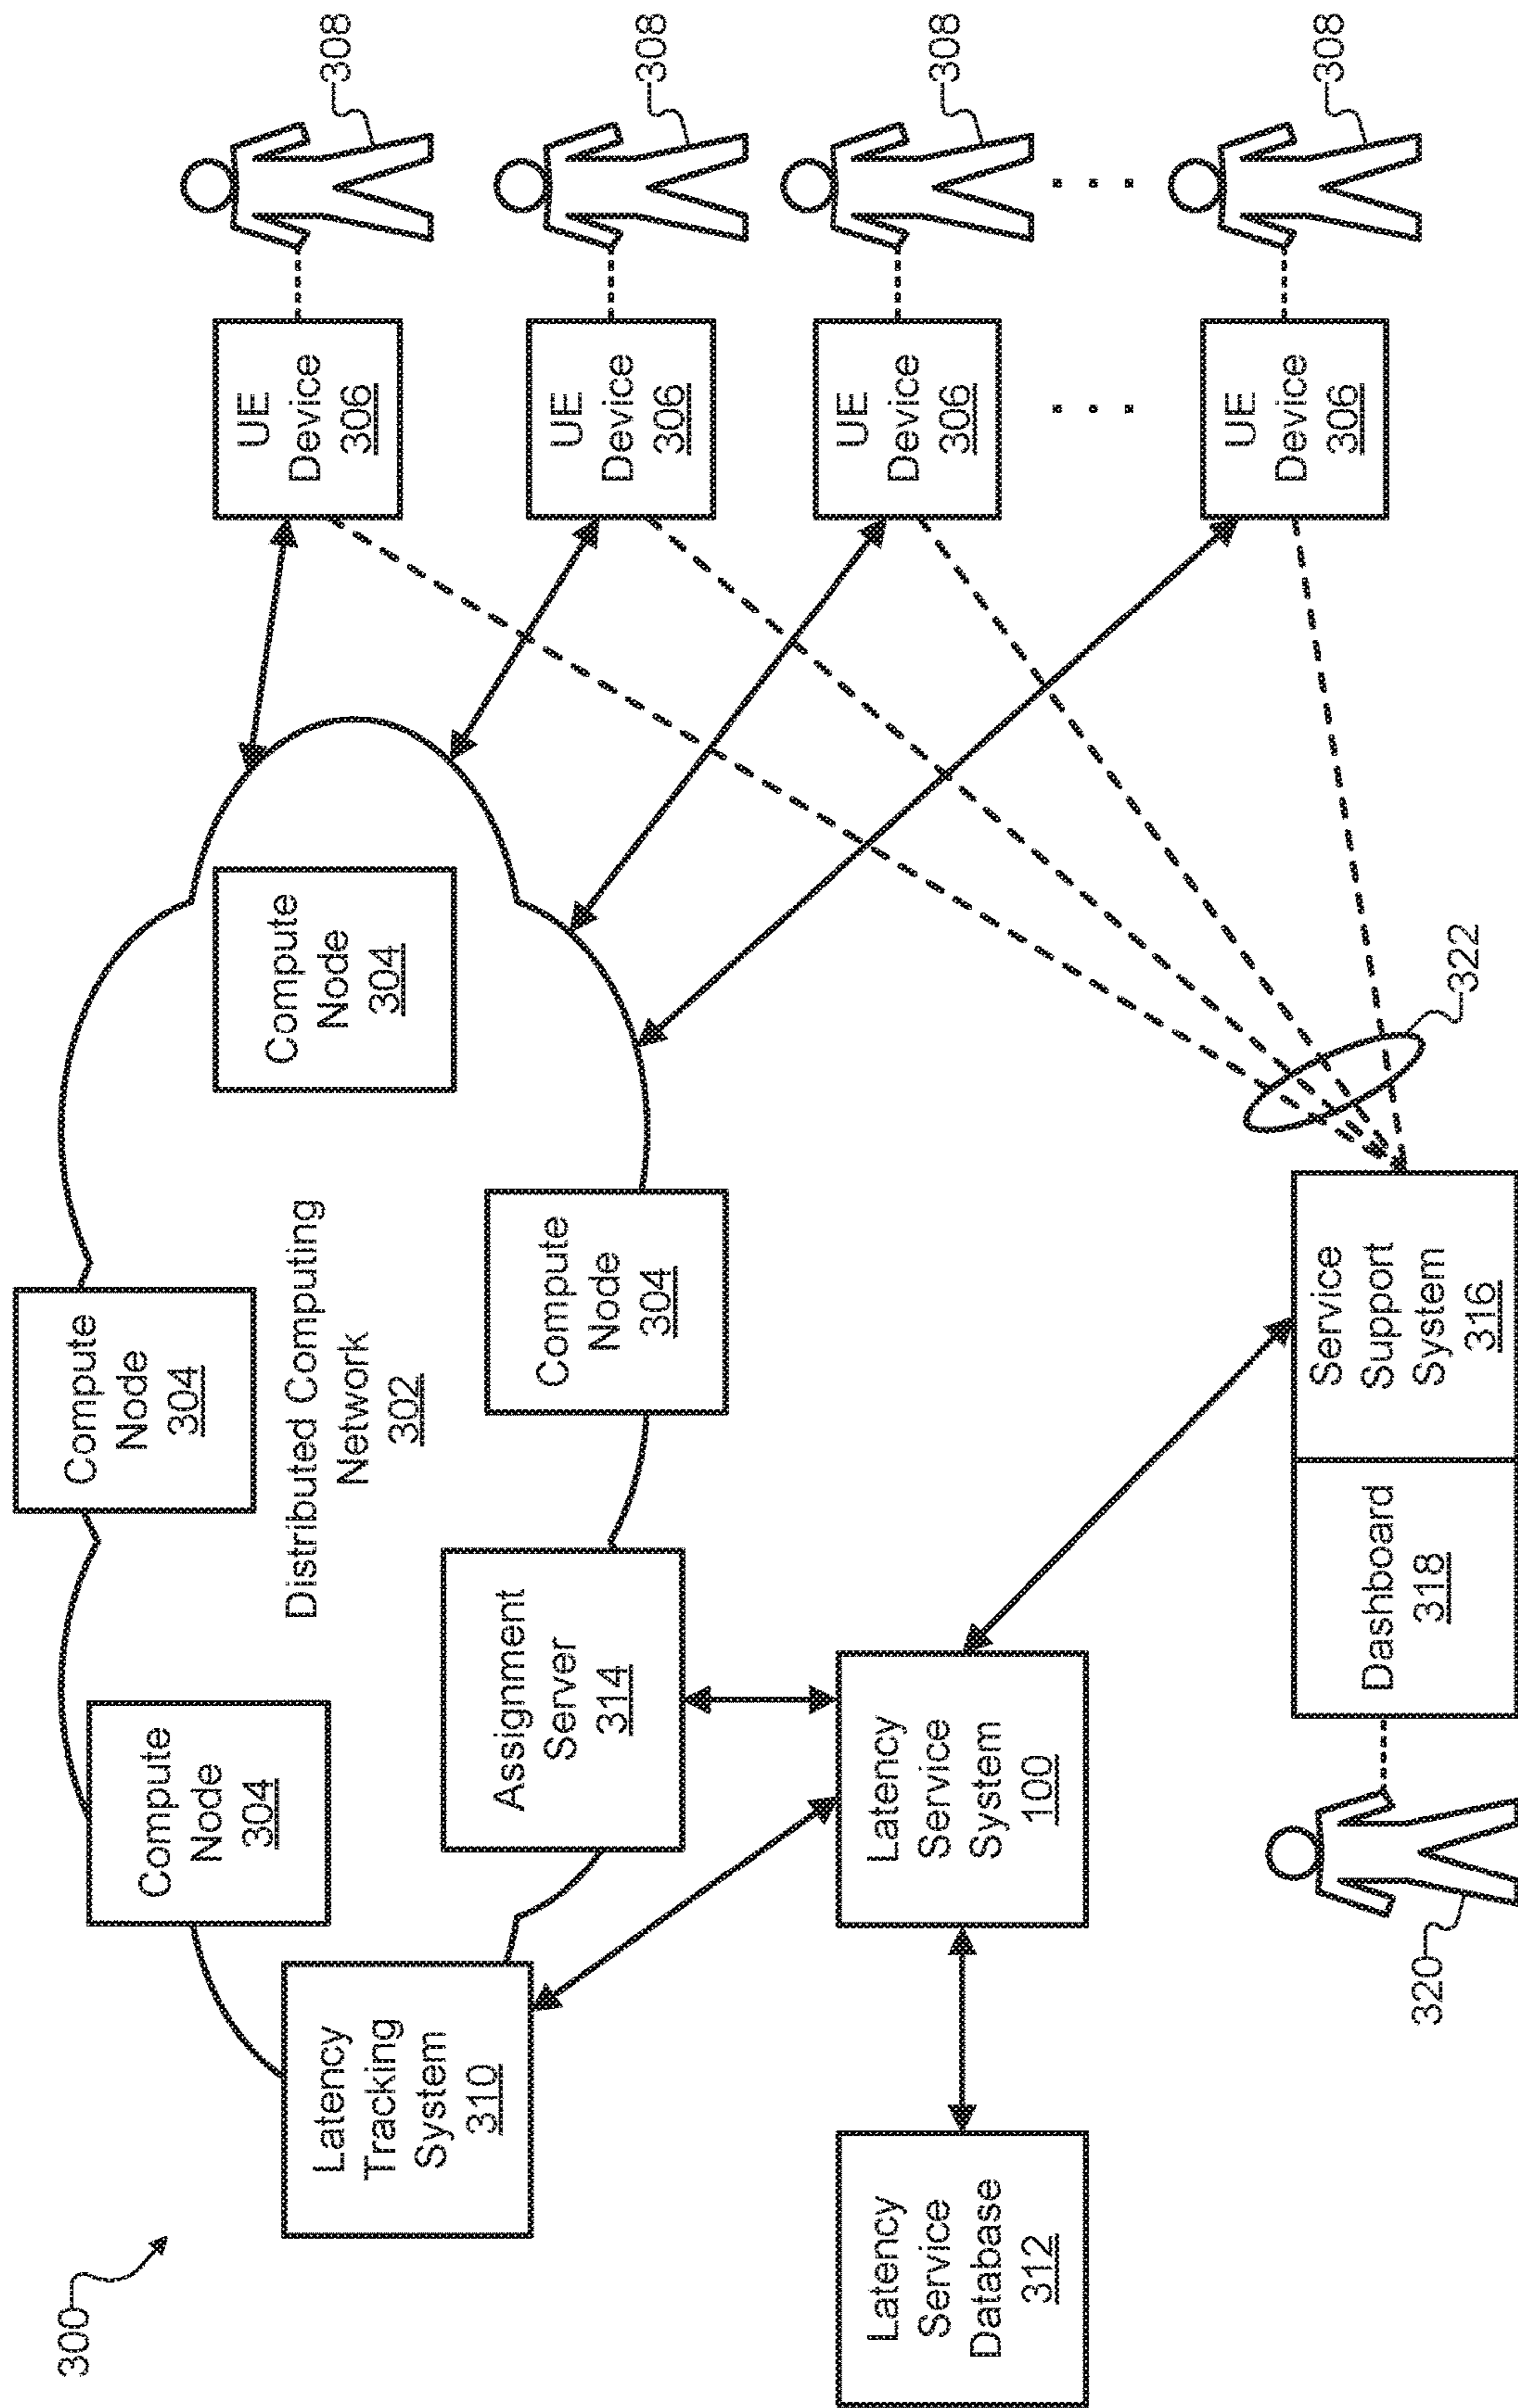 300
Compute
Node
304
Compute
Node
304
Compute
Node
304
Compute
Node
304
Distributed Computing
Network
302
Latency
Tracking
System
310
Assignment
Server
314
Latency
Service
Database
312
Latency
Service
System
100
UE
Device
306
308
UE
Device
306
308
UE
Device
306
308
. . .
. . .
UE
Device
306
308
322
320
Dashboard
318
Service
Support
System
316